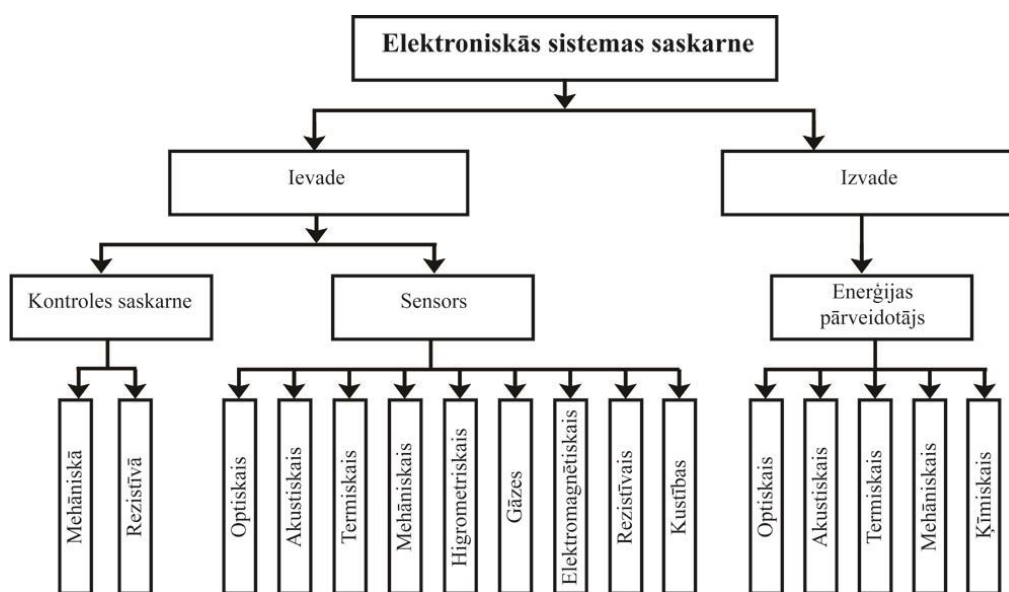 Elektroniskās sistemas saskarne
Ievade
Izvade
Kontroles saskarne
Sensors
Enerģijas
pārveidotājs
Mehāniskā
Rezistīvā
Optiskais
Akustiskais
Termiskais
Mehāniskais
Higrometriskais
Gāzes
Elektromagnētiskais
Rezistīvais
Kustības
Optiskais
Akustiskais
Termiskais
Mehāniskais
Ķīmiskais